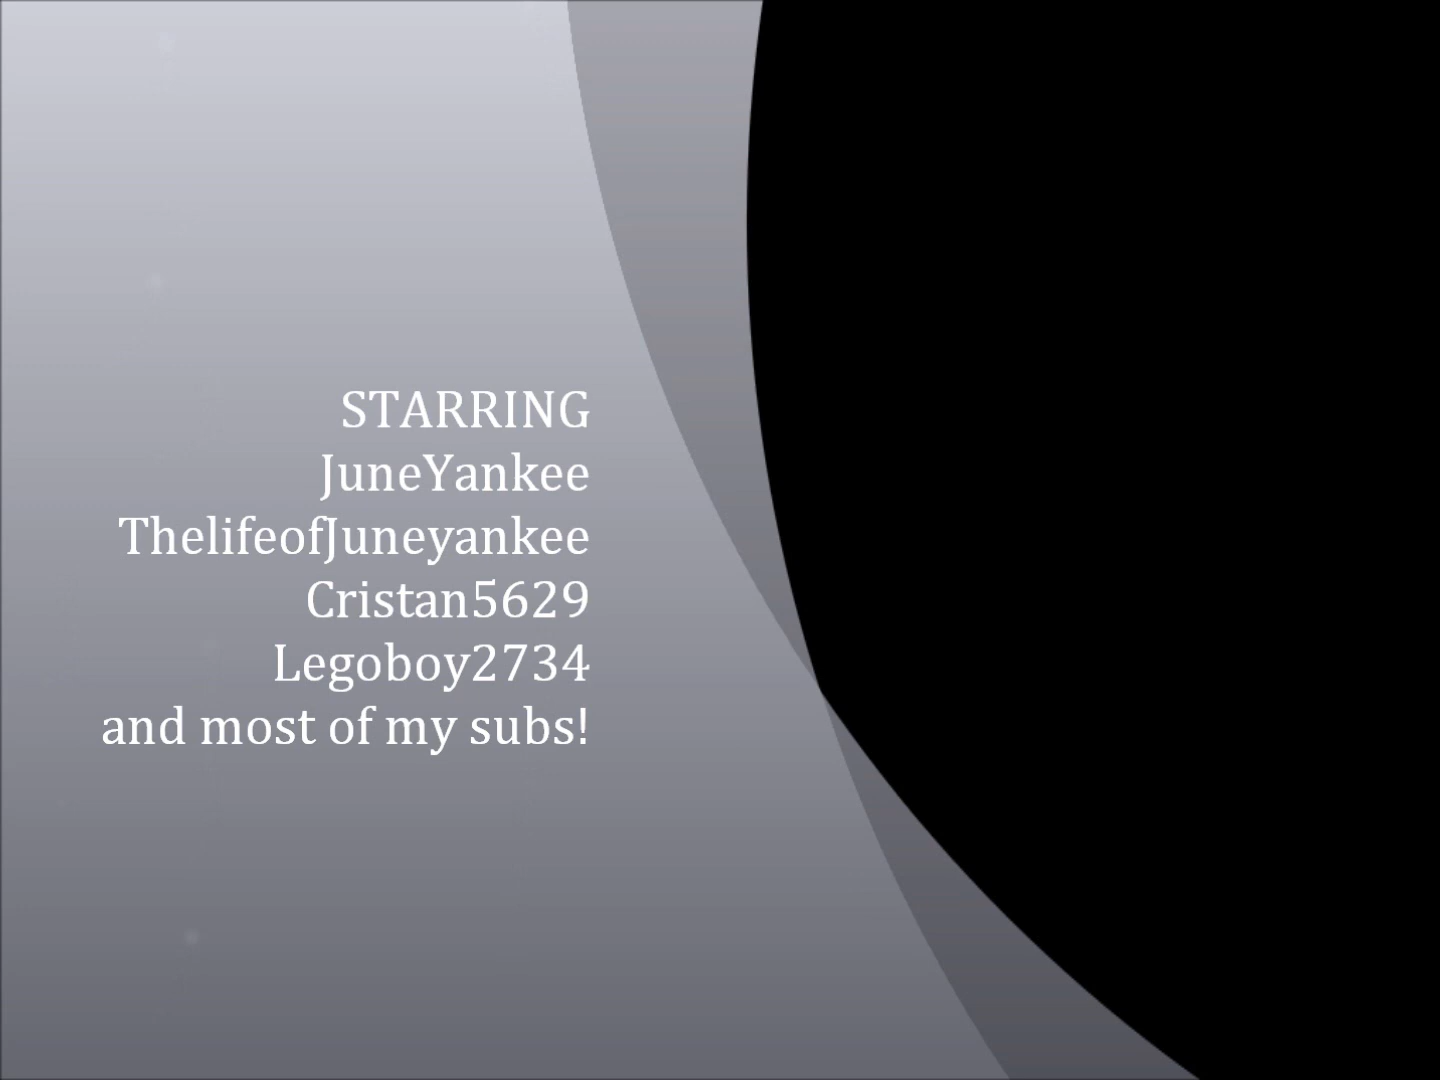 STARRING
JuneYankee
ThelifeofJuneyankee
Cristan5629
Legoboy2734
and most of my subs!